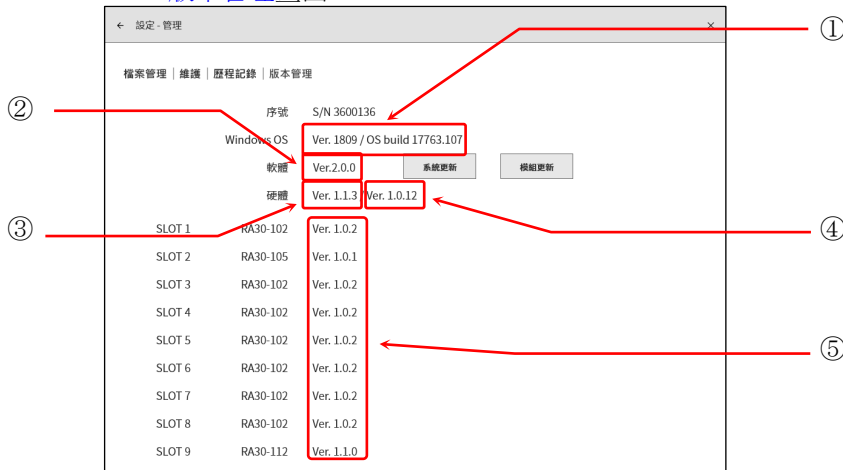 ← 設定 - 管理 ×
①
檔案管理 | 維護 | 歷程記錄 | 版本管理
②
序號 S/N 3600136
Windows OS Ver. 1809 / OS build 17763.107
軟體 Ver.2.0.0 系統更新 模組更新
硬體 Ver. 1.1.3 / Ver. 1.0.12
③
④
SLOT 1 RA30-102 Ver. 1.0.2
SLOT 2 RA30-105 Ver. 1.0.1
SLOT 3 RA30-102 Ver. 1.0.2
SLOT 4 RA30-102 Ver. 1.0.2
SLOT 5 RA30-102 Ver. 1.0.2
⑤
SLOT 6 RA30-102 Ver. 1.0.2
SLOT 7 RA30-102 Ver. 1.0.2
SLOT 8 RA30-102 Ver. 1.0.2
SLOT 9 RA30-112 Ver. 1.1.0